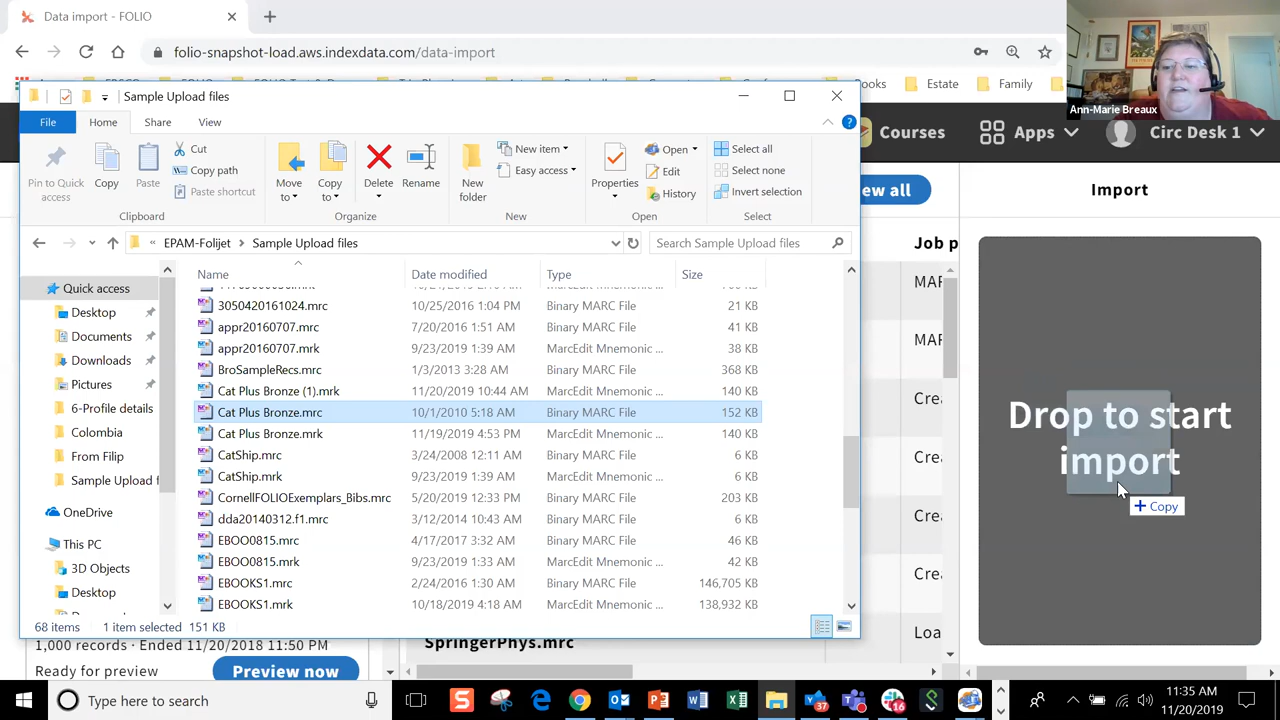 Data import - FOLIO
folio-snapshot-load.aws.indexdata.com/data-import
Books
Estate
Family
Ann-Marie Breaux
Sample Upload files
File
Home
Share
View
Courses
Apps
Circ Desk 1
Pin to Quick access
Copy
Paste
Cut
Copy path
Paste shortcut
Move to
Copy to
Delete
Rename
New folder
New item
Easy access
Properties
Open
Edit
History
Select all
Select none
Invert selection
Clipboard
Organize
New
Open
Select
ew all
Import
« EPAM-Folijet > Sample Upload files
Search Sample Upload files
Job p
Name Date modified Type Size
Quick access
Desktop
Documents
Downloads
Pictures
6-Profile details
Colombia
From Filip
Sample Upload f
OneDrive
This PC
3D Objects
Desktop
3050420161024.mrc 10/25/2016 1:04 PM Binary MARC File 21 KB
appr20160707.mrc 7/20/2016 1:51 AM Binary MARC File 41 KB
appr20160707.mrk 9/23/2019 1:39 AM MarcEdit Mnemonic ... 38 KB
BroSampleRecs.mrc 1/3/2013 3:28 AM Binary MARC File 368 KB
Cat Plus Bronze (1).mrk 11/20/2019 10:44 AM MarcEdit Mnemonic ... 140 KB
Cat Plus Bronze.mrc 10/1/2010 5:18 AM Binary MARC File 152 KB
Cat Plus Bronze.mrk 11/19/2019 4:53 PM MarcEdit Mnemonic ... 140 KB
CatShip.mrc 3/24/2008 12:11 AM Binary MARC File 6 KB
CatShip.mrk 9/23/2019 1:39 AM MarcEdit Mnemonic ... 6 KB
CornellFOLIOExemplars_Bibs.mrc 5/20/2019 12:33 PM Binary MARC File 203 KB
dda20140312.f1.mrc 3/12/2014 10:43 AM Binary MARC File 6 KB
EBOO0815.mrc 4/17/2017 3:32 AM Binary MARC File 46 KB
EBOO0815.mrk 9/23/2019 1:33 AM MarcEdit Mnemonic ... 42 KB
EBOOKS1.mrc 2/24/2016 1:30 AM Binary MARC File 146,705 KB
EBOOKS1.mrk 10/18/2019 4:18 AM MarcEdit Mnemonic ... 138,932 KB
MAR
MAR
Crea
Crea
Crea
Crea
Loa
Drop to start
import
+ Copy
68 items 1 item selected 151 KB
1,000 records · Ended 11/20/2018 11:50 PM
SpringerPhys.mrc
Ready for preview
Preview now
Type here to search
37
16
11:35 AM
11/20/2019